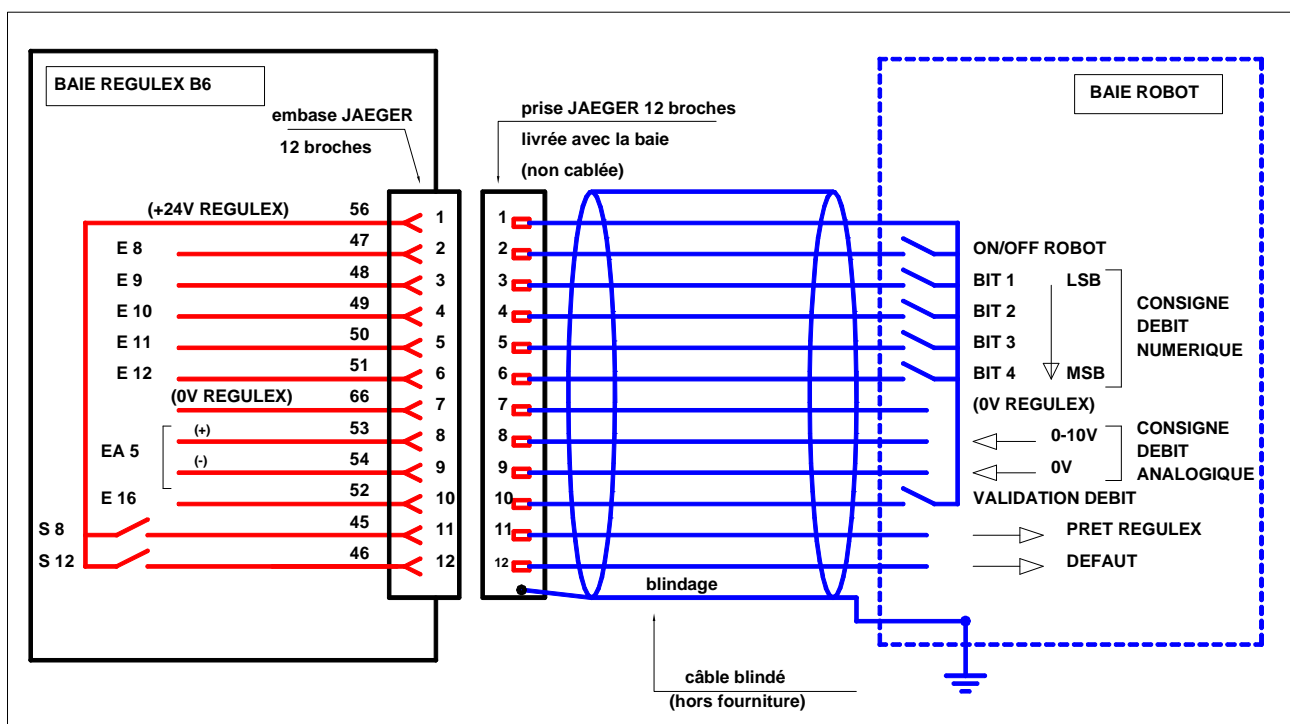 BAIE REGULEX B6
embase JAEGER
12 broches
prise JAEGER 12 broches
livrée avec la baie
(non cablée)
BAIE ROBOT
(+24V REGULEX) 56 1 1
E 8 47 2 2 ON/OFF ROBOT
E 9 48 3 3 BIT 1 LSB
E 10 49 4 4 BIT 2
E 11 50 5 5 BIT 3
E 12 51 6 6 BIT 4 MSB
CONSIGNE
DEBIT
NUMERIQUE
(0V REGULEX) 66 7 7 (0V REGULEX)
EA 5
(+) 53 8 8 0-10V
(-) 54 9 9 0V
CONSIGNE
DEBIT
ANALOGIQUE
E 16 52 10 10 VALIDATION DEBIT
S 8 45 11 11 PRET REGULEX
S 12 46 12 12 DEFAUT
blindage
câble blindé
(hors fourniture)